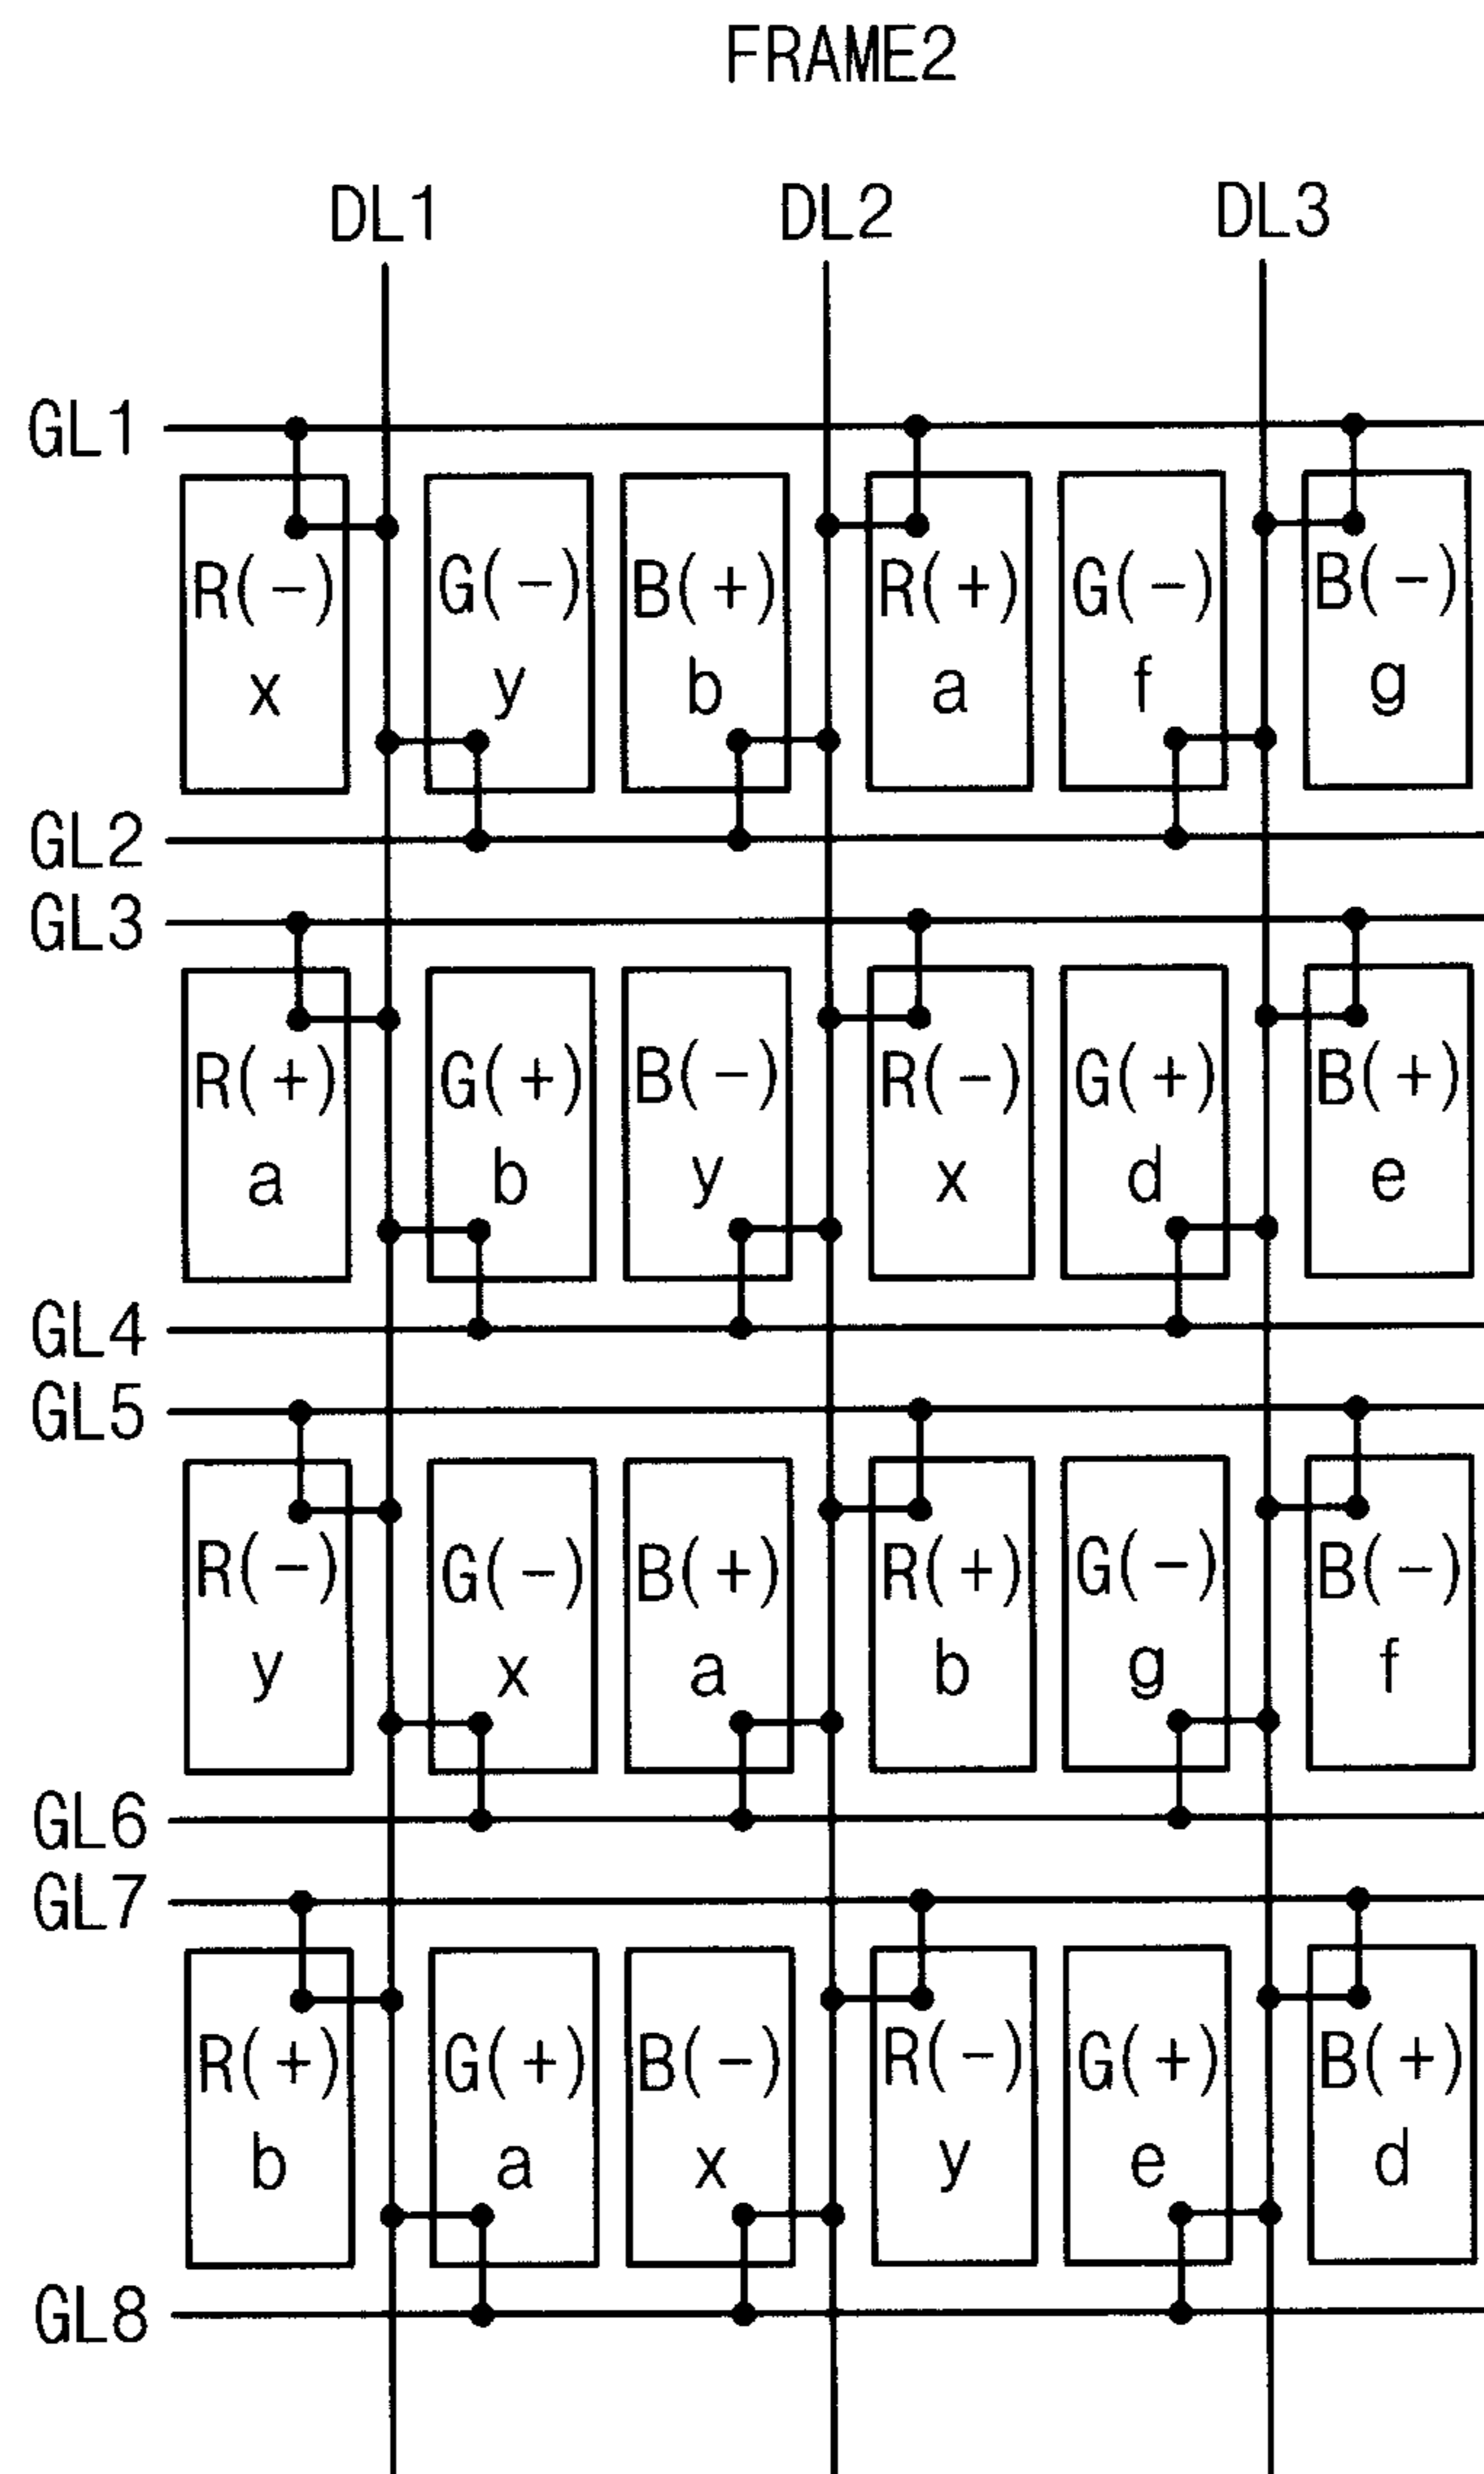 FRAME2
DL1 DL2 DL3
GL1
R(-) G(-) B(+) R(+) G(-) B(-)
x y b a f g
GL2
GL3
R(+) G(+) B(-) R(-) G(+) B(+)
a b y x d e
GL4
GL5
R(-) G(-) B(+) R(+) G(-) B(-)
y x a b g f
GL6
GL7
R(+) G(+) B(-) R(-) G(+) B(+)
b a x y e d
GL8